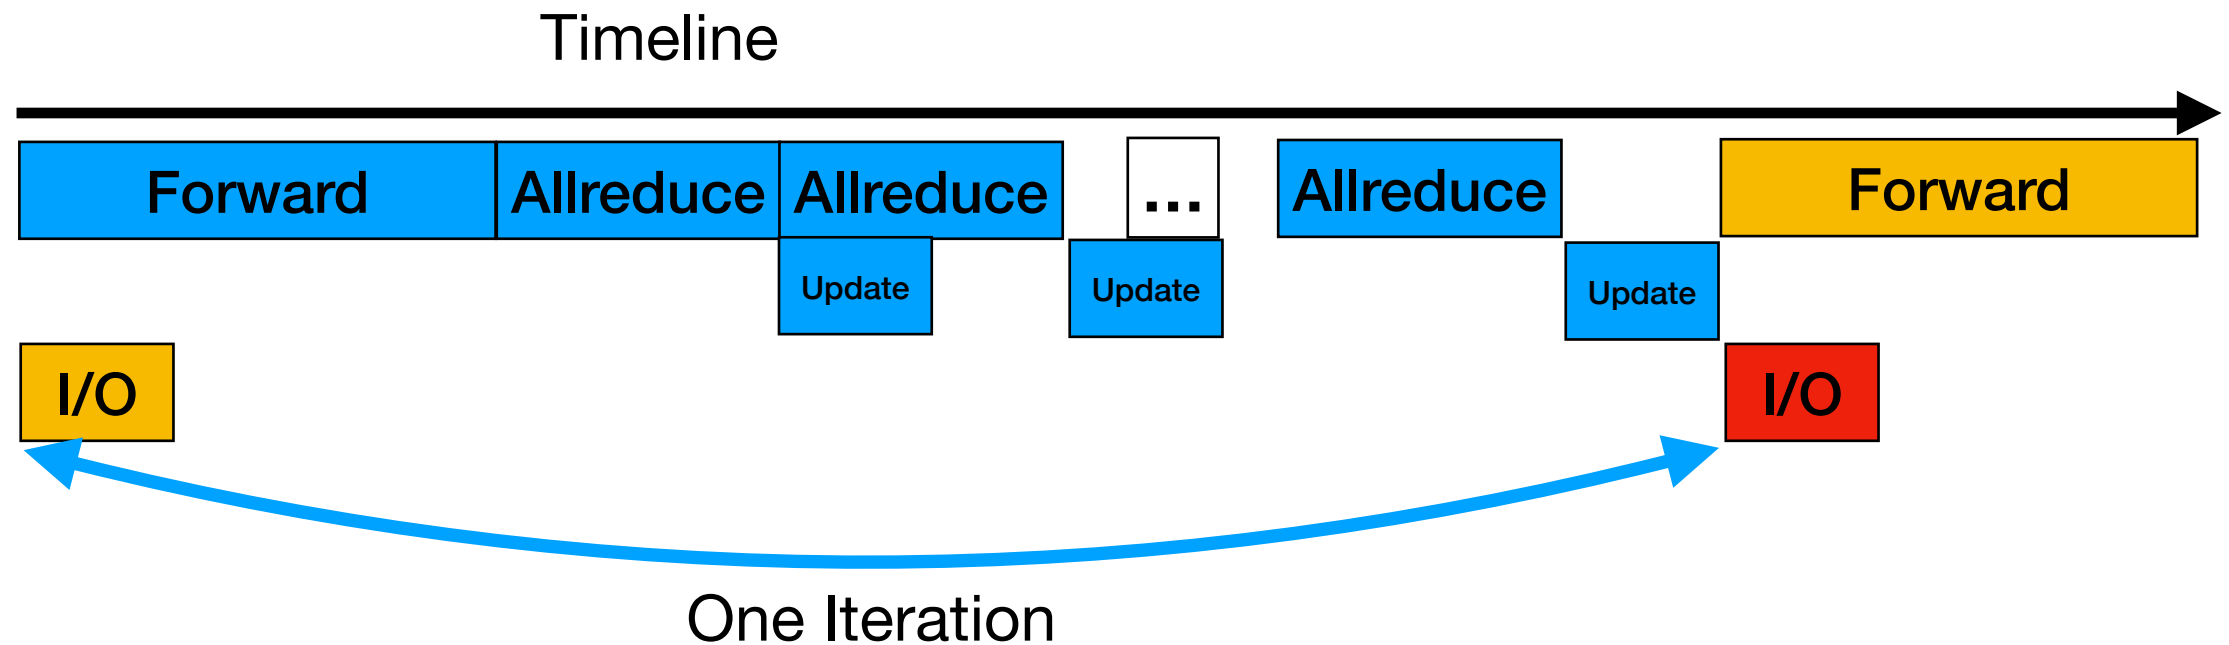 Timeline
Forward Allreduce Allreduce ... Allreduce Forward
Update Update Update
I/O I/O
One Iteration